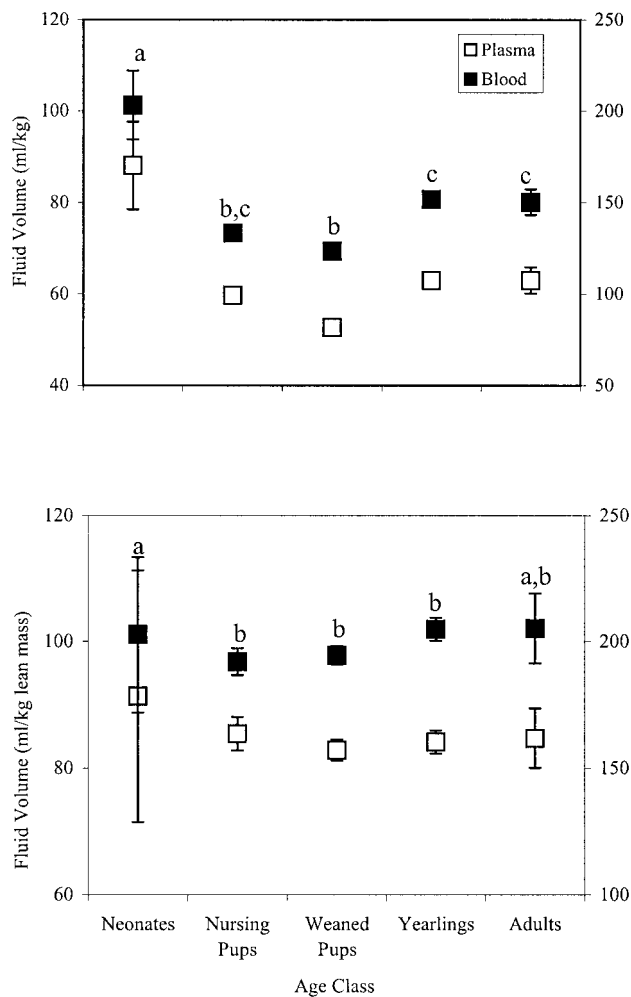 120
250
a
Plasma
Blood
100
200
Fluid Volume (ml/kg)
80
b,c
b
c
c
150
60
100
40
50
120
250
a
a,b
b
b
b
100
200
Fluid Volume (ml/kg lean mass)
80
150
60
100
Neonates
Nursing
Pups
Weaned
Pups
Yearlings
Adults
Age Class